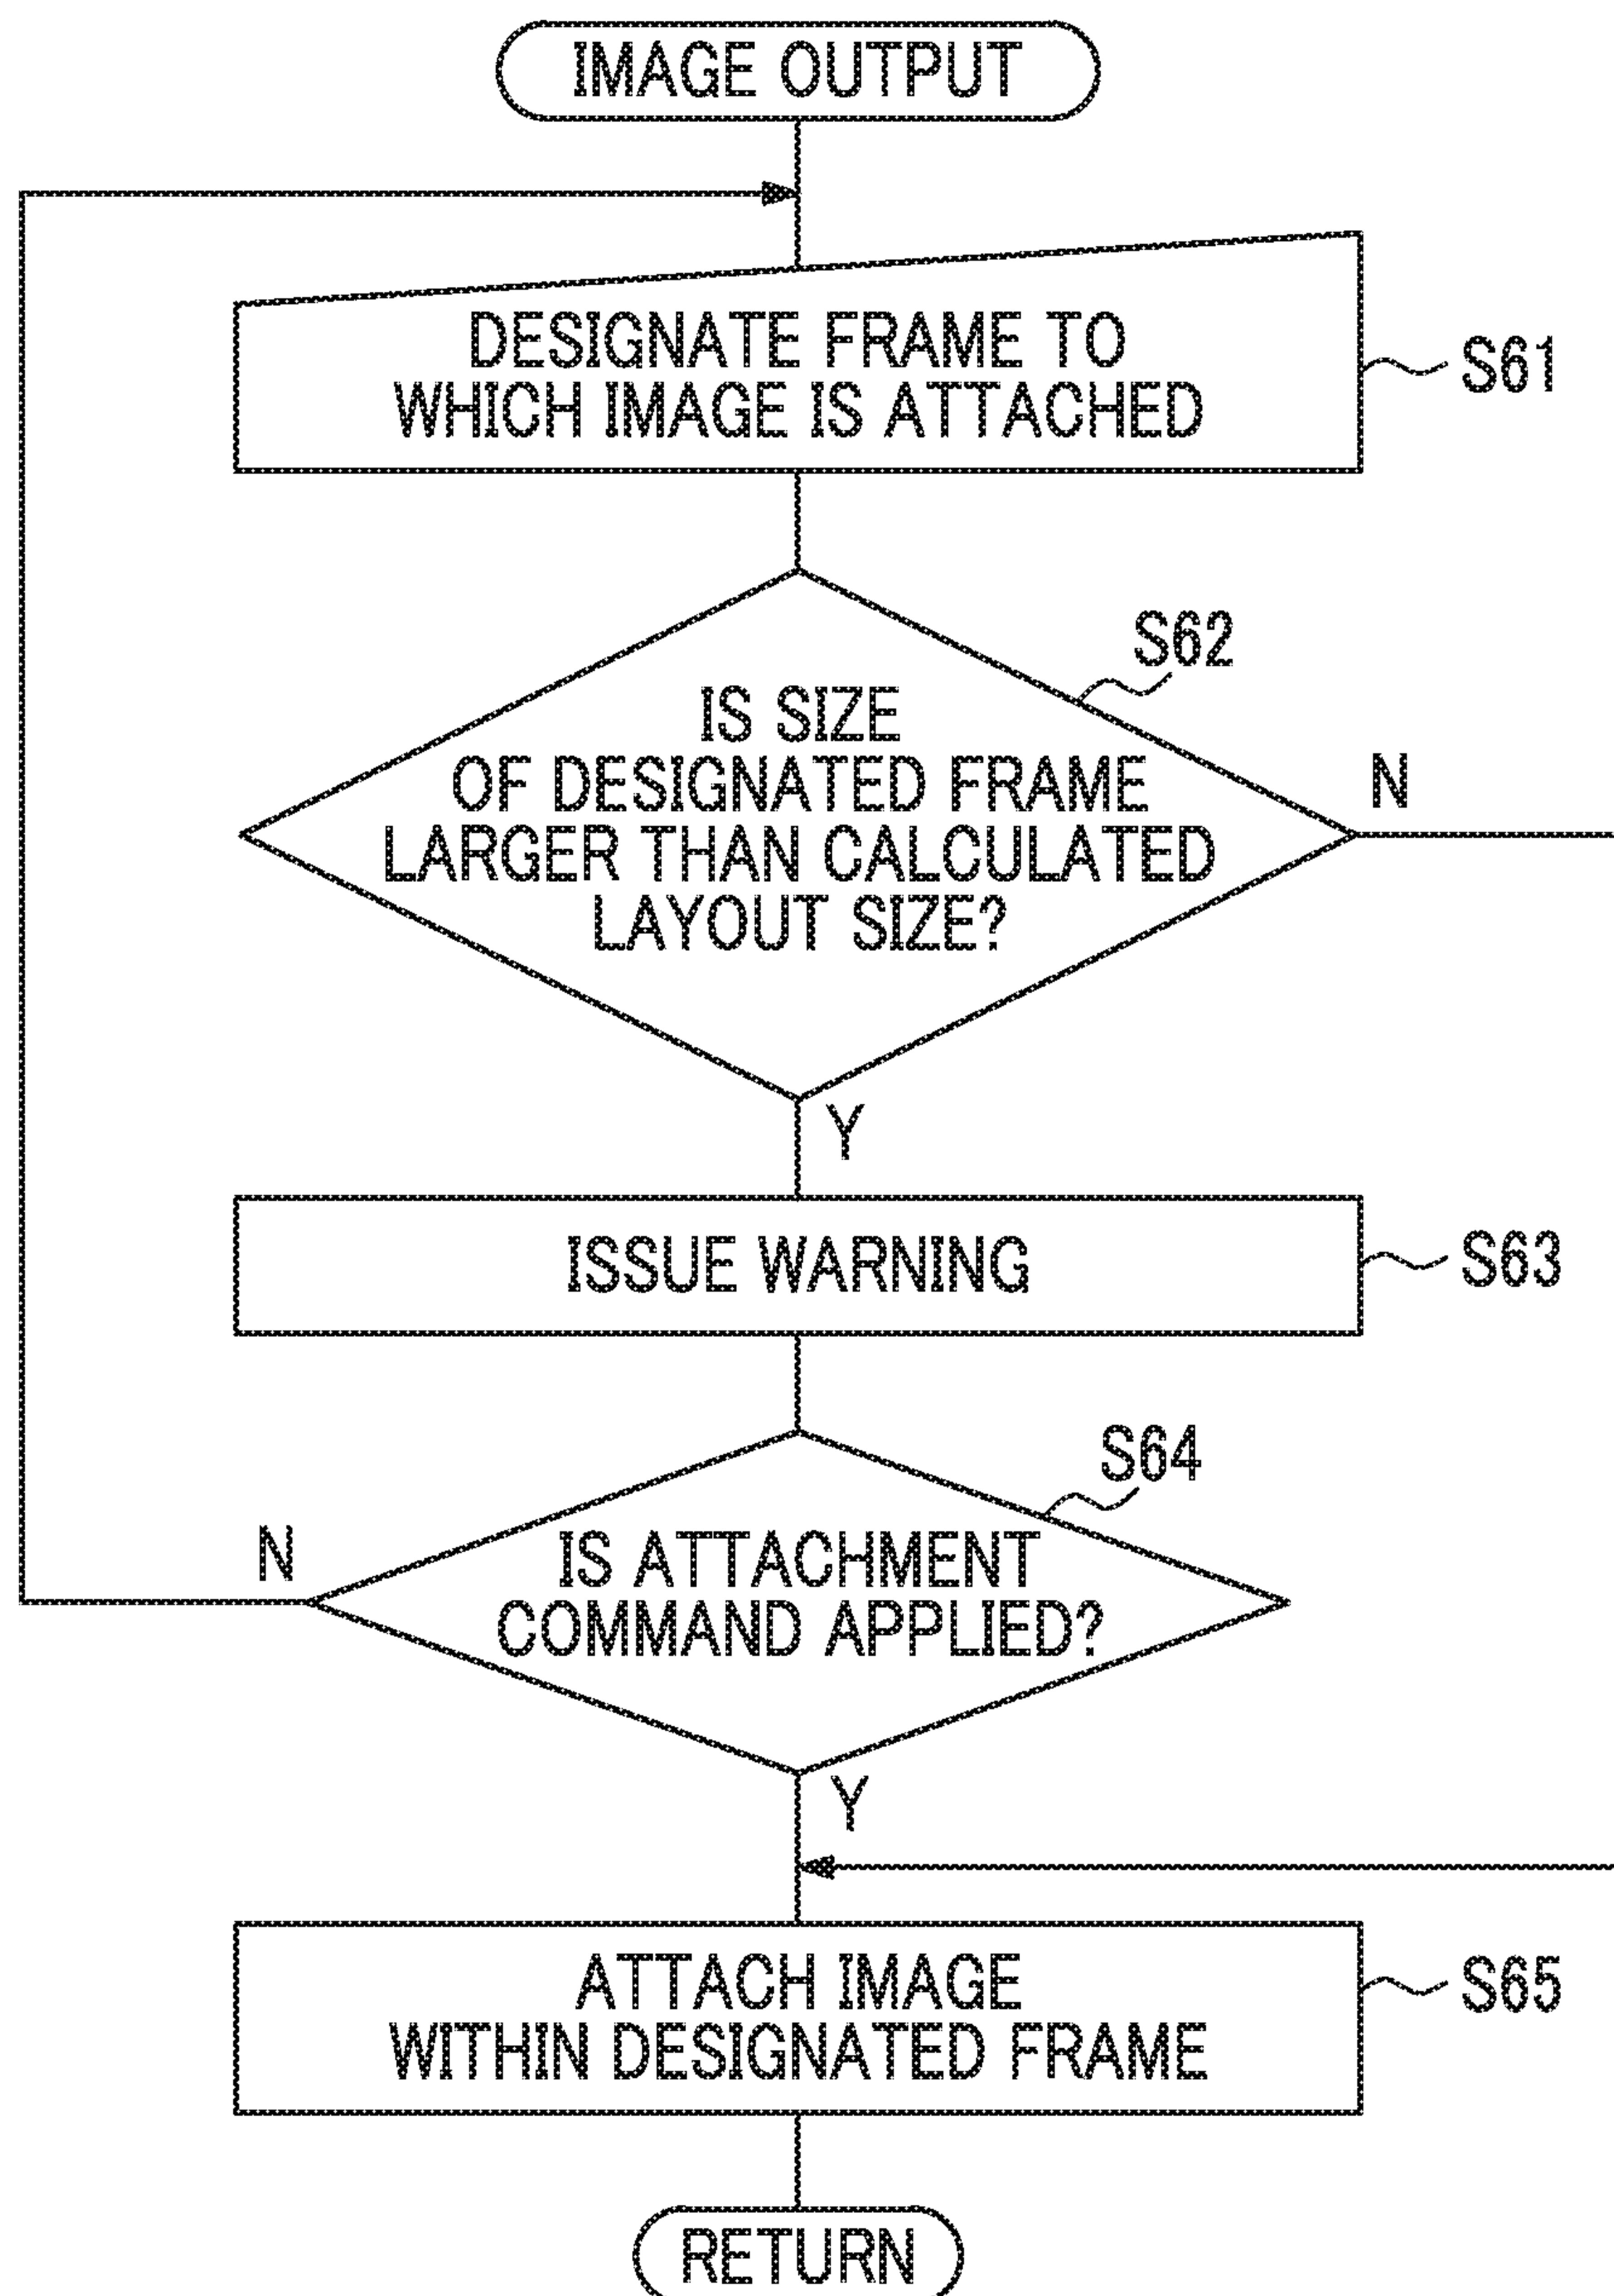 IMAGE OUTPUT
DESIGNATE FRAME TO
WHICH IMAGE IS ATTACHED
S61
S62
IS SIZE
OF DESIGNATED FRAME
LARGER THAN CALCULATED
LAYOUT SIZE?
N
Y
ISSUE WARNING
S63
S64
IS ATTACHMENT
COMMAND APPLIED?
N
Y
ATTACH IMAGE
WITHIN DESIGNATED FRAME
S65
RETURN